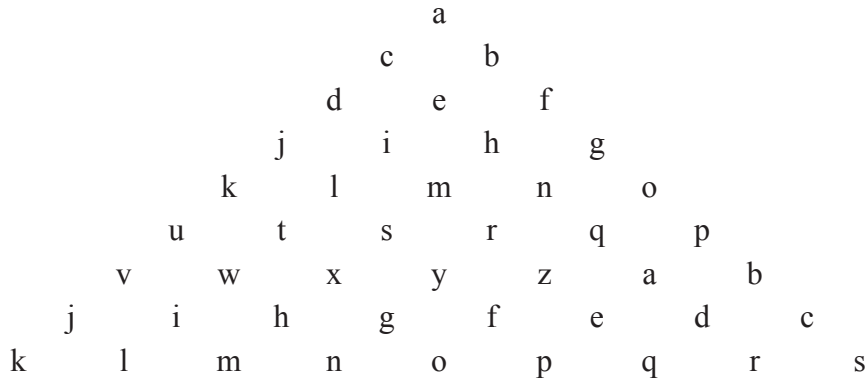 a
c b
d e f
j i h g
k l m n o
u t s r q p
v w x y z a b
j i h g f e d c
k l m n o p q r s